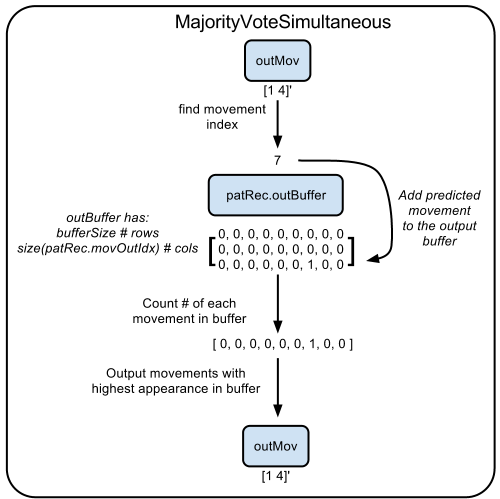 MajorityVoteSimultaneous
outMov
[1 4]'
find movement
index
7
patRec.outBuffer
Add predicted
movement
to the output
buffer
outBuffer has:
bufferSize # rows
size(patRec.movOutIdx) # cols
[0, 0, 0, 0, 0, 0, 0, 0, 0
0, 0, 0, 0, 0, 0, 0, 0, 0
0, 0, 0, 0, 0, 0, 1, 0, 0]
Count # of each
movement in buffer
[ 0, 0, 0, 0, 0, 0, 1, 0, 0 ]
Output movements with
highest appearance in buffer
outMov
[1 4]'